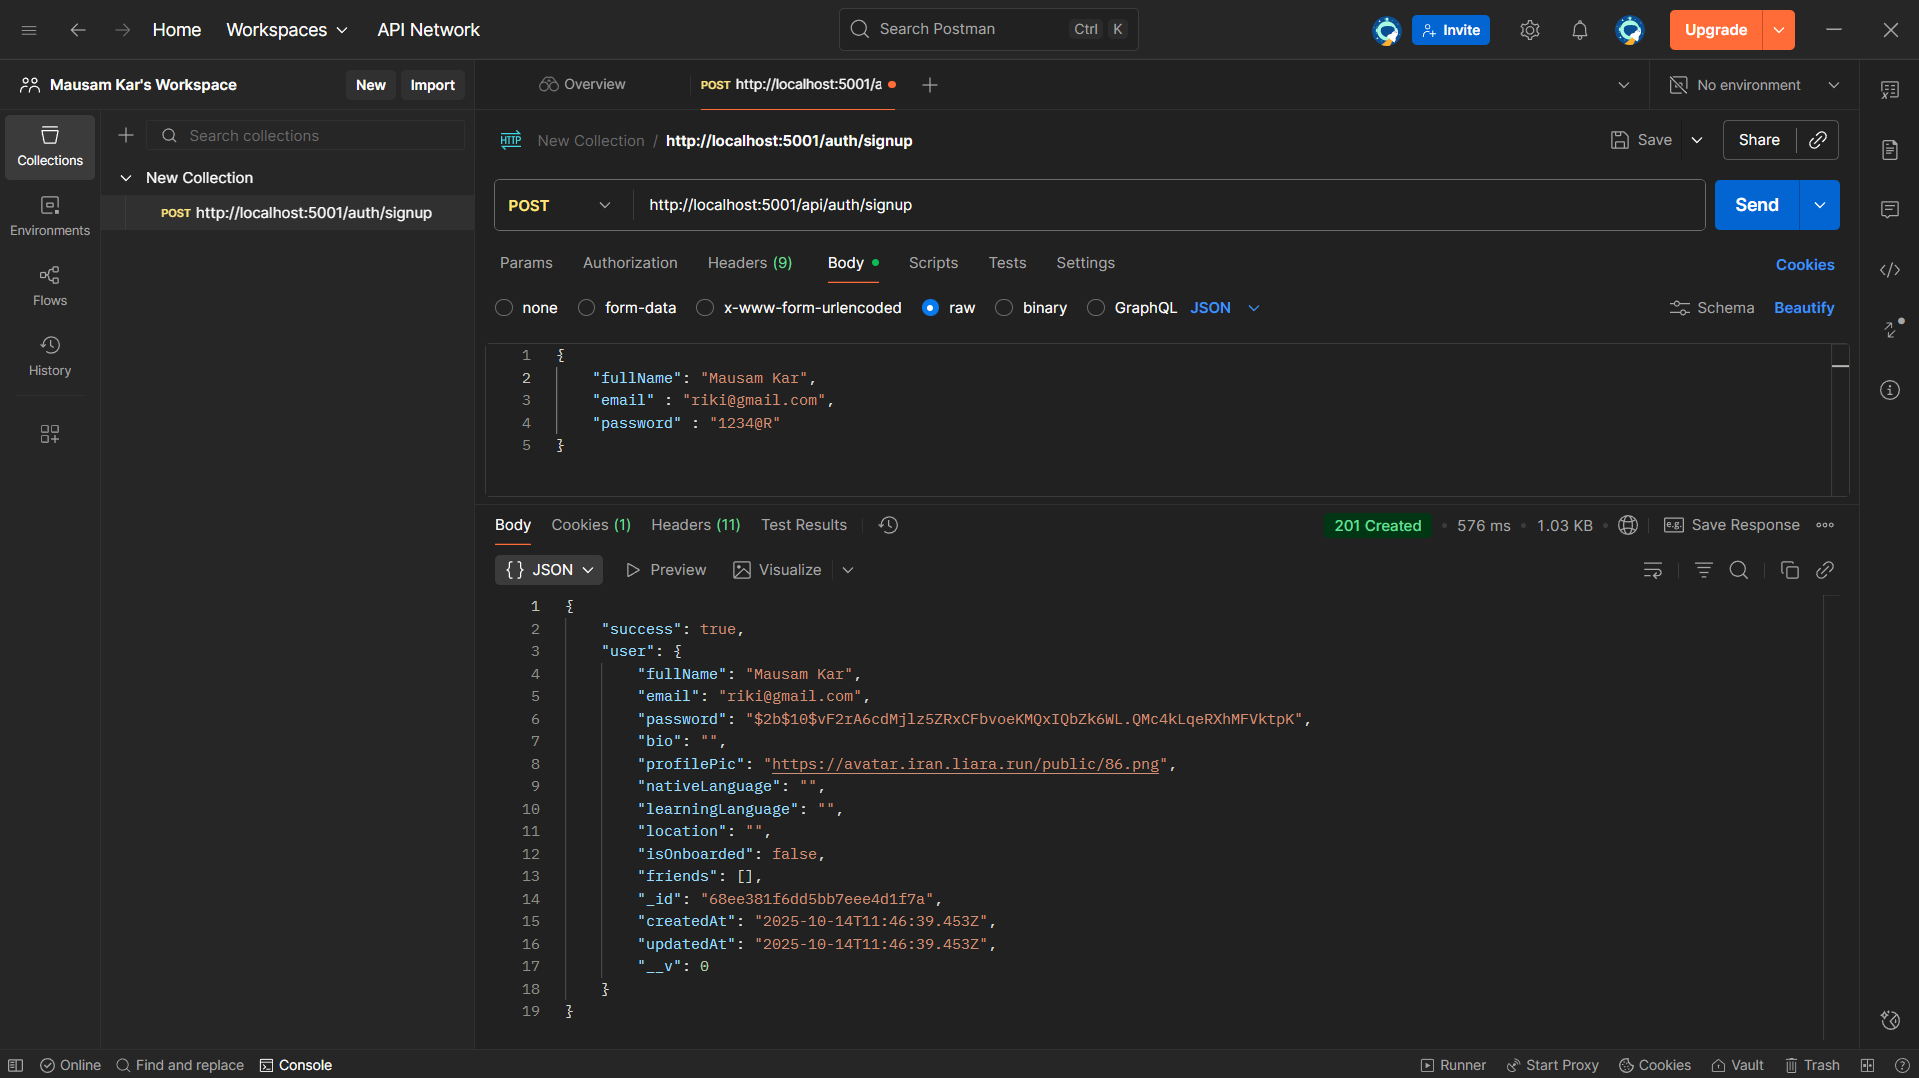 Home Workspaces API Network Search Postman Ctrl K Invite Upgrade
Mausam Kar's Workspace New Import Overview POST http://localhost:5001/a No environment
Collections
Search collections
New Collection / http://localhost:5001/auth/signup Save Share
New Collection
POST http://localhost:5001/auth/signup
POST http://localhost:5001/api/auth/signup Send
Environments
Flows
History
Params Authorization Headers (9) Body Scripts Tests Settings Cookies
none form-data x-www-form-urlencoded raw binary GraphQL JSON Schema Beautify
1 {
2 "fullName": "Mausam Kar",
3 "email" : "riki@gmail.com",
4 "password" : "1234@R"
5 }
Body Cookies (1) Headers (11) Test Results 201 Created 576 ms 1.03 KB e.g. Save Response
{} JSON Preview Visualize
1 {
2 "success": true,
3 "user": {
4 "fullName": "Mausam Kar",
5 "email": "riki@gmail.com",
6 "password": "$2b$10$vF2rA6cdMjlz5ZRxCFbvoeKMQxIQbZk6WL.QMc4kLqeRXhMFVktpK",
7 "bio": "",
8 "profilePic": "https://avatar.iran.liara.run/public/86.png",
9 "nativeLanguage": "",
10 "learningLanguage": "",
11 "location": "",
12 "isOnboarded": false,
13 "friends": [],
14 "_id": "68ee381f6dd5bb7eee4d1f7a",
15 "createdAt": "2025-10-14T11:46:39.453Z",
16 "updatedAt": "2025-10-14T11:46:39.453Z",
17 "__v": 0
18 }
19 }
Online Find and replace Console Runner Start Proxy Cookies Vault Trash